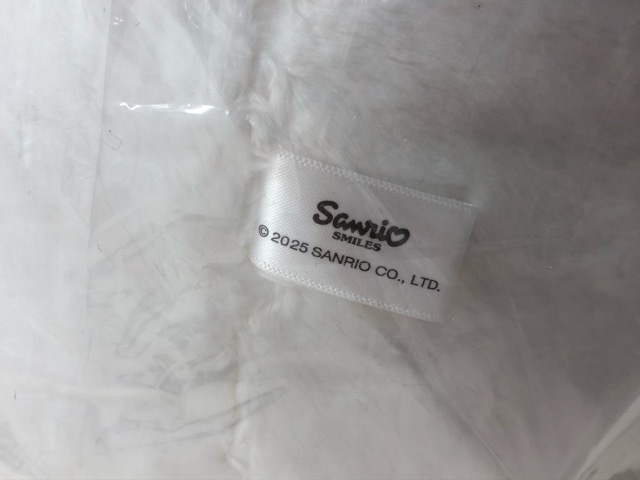 Sanrio
SMILES
© 2025 SANRIO CO., LTD.